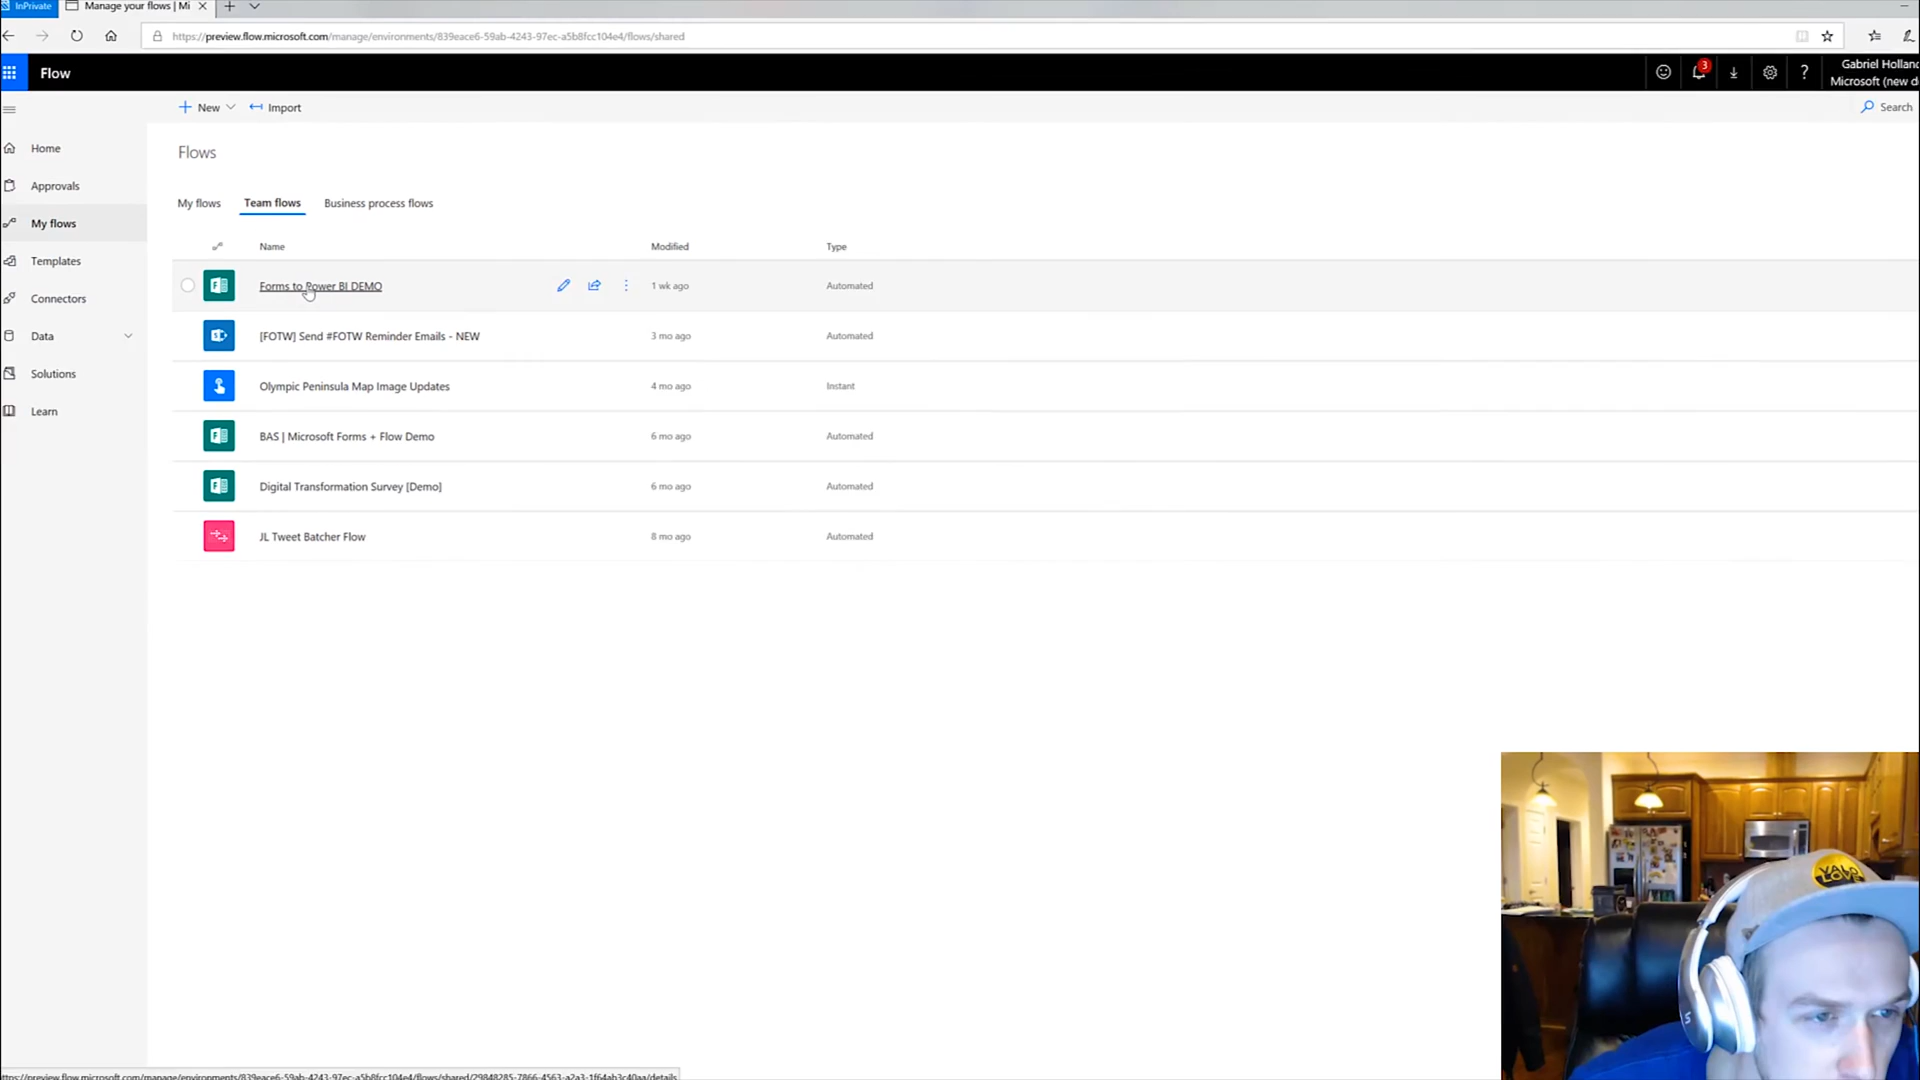 InPrivate
Manage your flows | Mi
https://preview.flow.microsoft.com/manage/environments/839eace6-59ab-4243-97ec-a5b8fcc104e4/flows/shared
Flow
3
?
Gabriel Hollan
Microsoft (new d
New
Import
Search
Home
Approvals
My flows
Templates
Connectors
Data
Solutions
Learn
Flows
My flows
Team flows
Business process flows
Name
Modified
Type
Forms to Power BI DEMO
1 wk ago
Automated
[FOTW] Send #FOTW Reminder Emails - NEW
3 mo ago
Automated
Olympic Peninsula Map Image Updates
4 mo ago
Instant
BAS | Microsoft Forms + Flow Demo
6 mo ago
Automated
Digital Transformation Survey [Demo]
6 mo ago
Automated
JL Tweet Batcher Flow
8 mo ago
Automated
VALO
LOVE